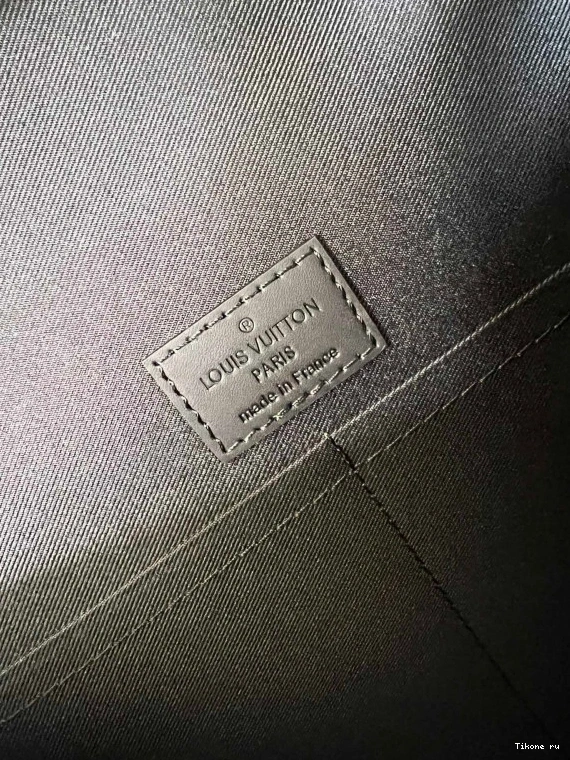 ®
LOUIS VUITTON
PARIS
made in France
Tikone ru